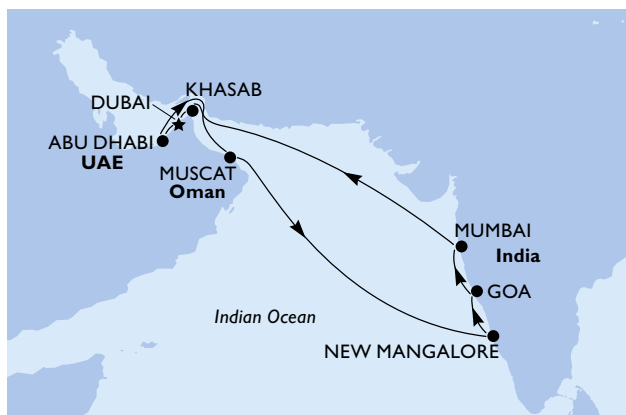 KHASAB
DUBAI
ABU DHABI
UAE
MUSCAT
Oman
MUMBAI
India
GOA
Indian Ocean
NEW MANGALORE